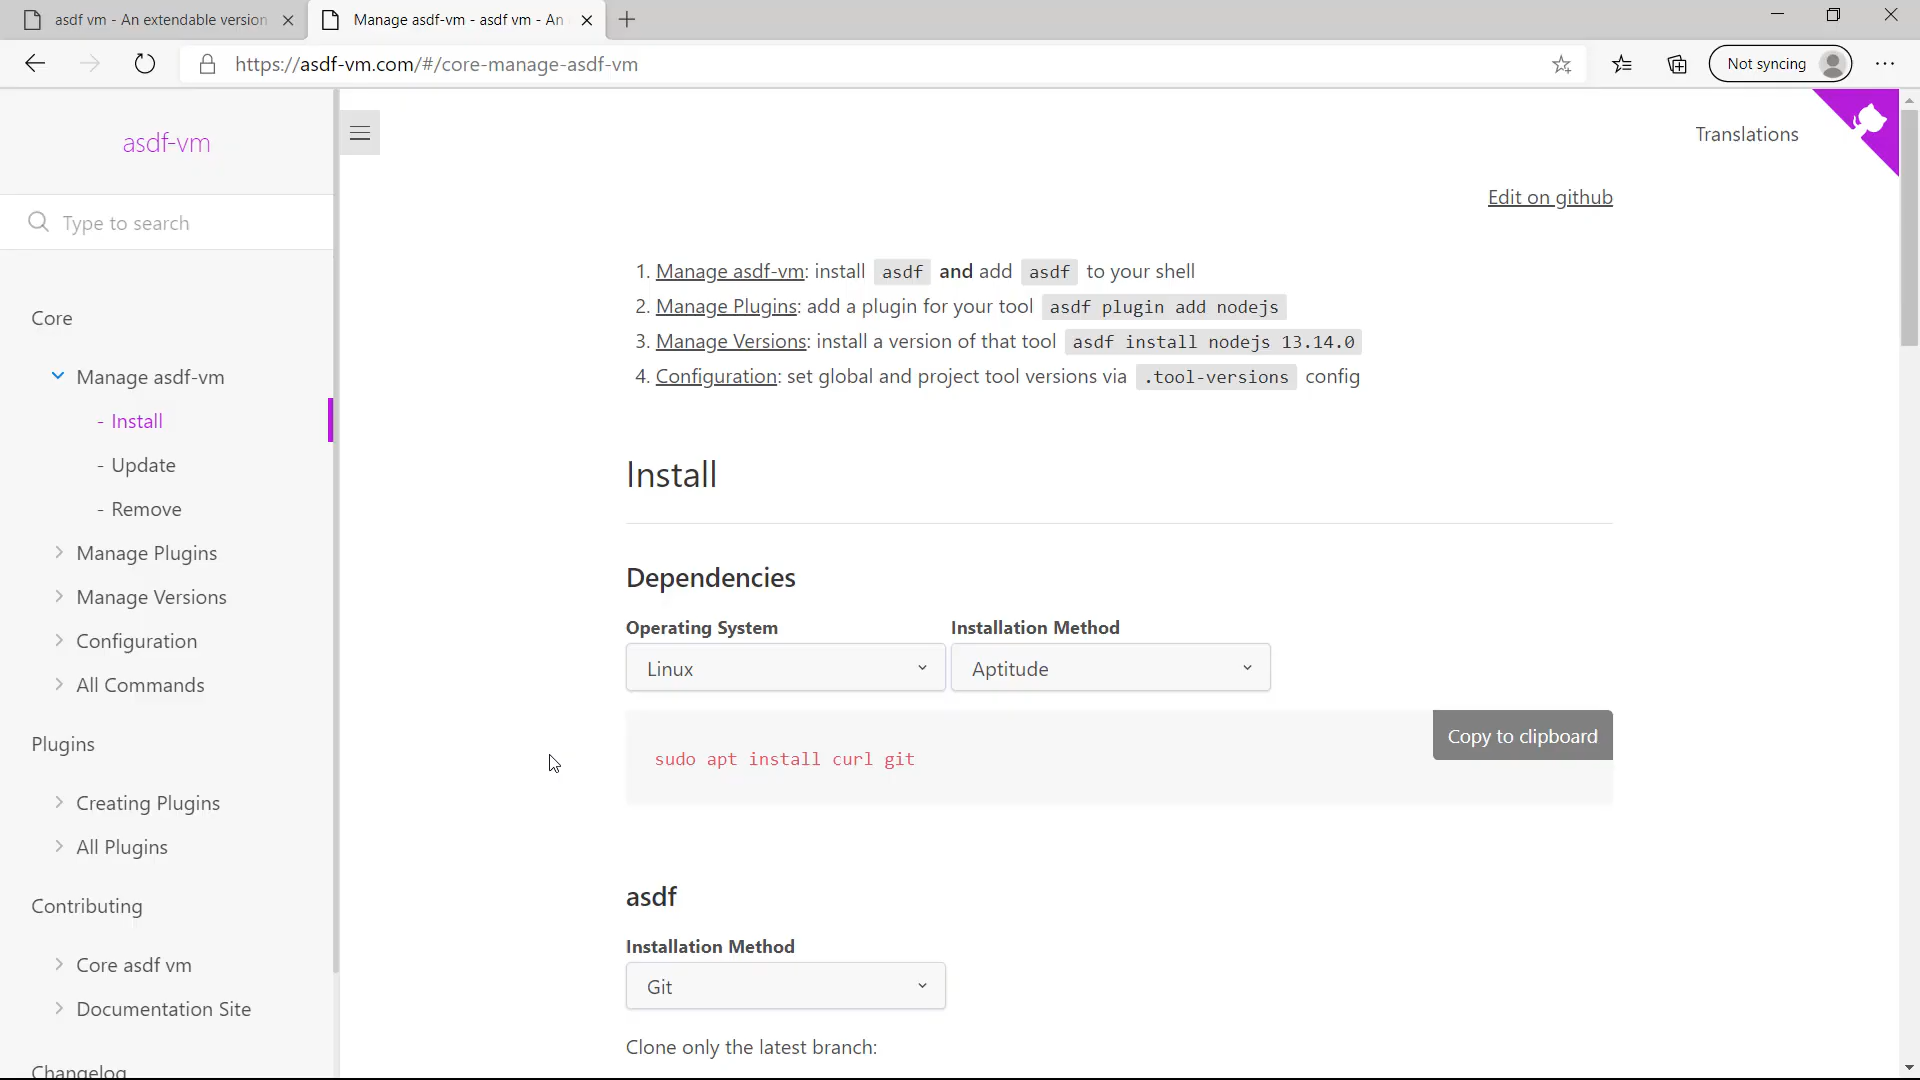 asdf vm - An extendable version
Manage asdf-vm - asdf vm - An
https://asdf-vm.com/#/core-manage-asdf-vm
Not syncing
asdf-vm
Type to search
Core
Manage asdf-vm
- Install
- Update
- Remove
Manage Plugins
Manage Versions
Configuration
All Commands
Plugins
Creating Plugins
All Plugins
Contributing
Core asdf vm
Documentation Site
Changelog
Translations
Edit on github
1. Manage asdf-vm: install asdf and add asdf to your shell
2. Manage Plugins: add a plugin for your tool asdf plugin add nodejs
3. Manage Versions: install a version of that tool asdf install nodejs 13.14.0
4. Configuration: set global and project tool versions via .tool-versions config
Install
Dependencies
Operating System Installation Method
Linux Aptitude
Copy to clipboard
sudo apt install curl git
asdf
Installation Method
Git
Clone only the latest branch: